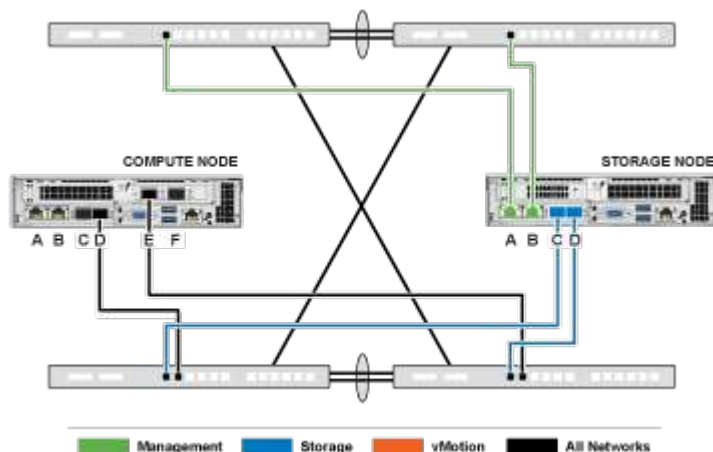 COMPUTE NODE
STORAGE NODE
A B C D E F
A B C D
Management Storage vMotion All Networks